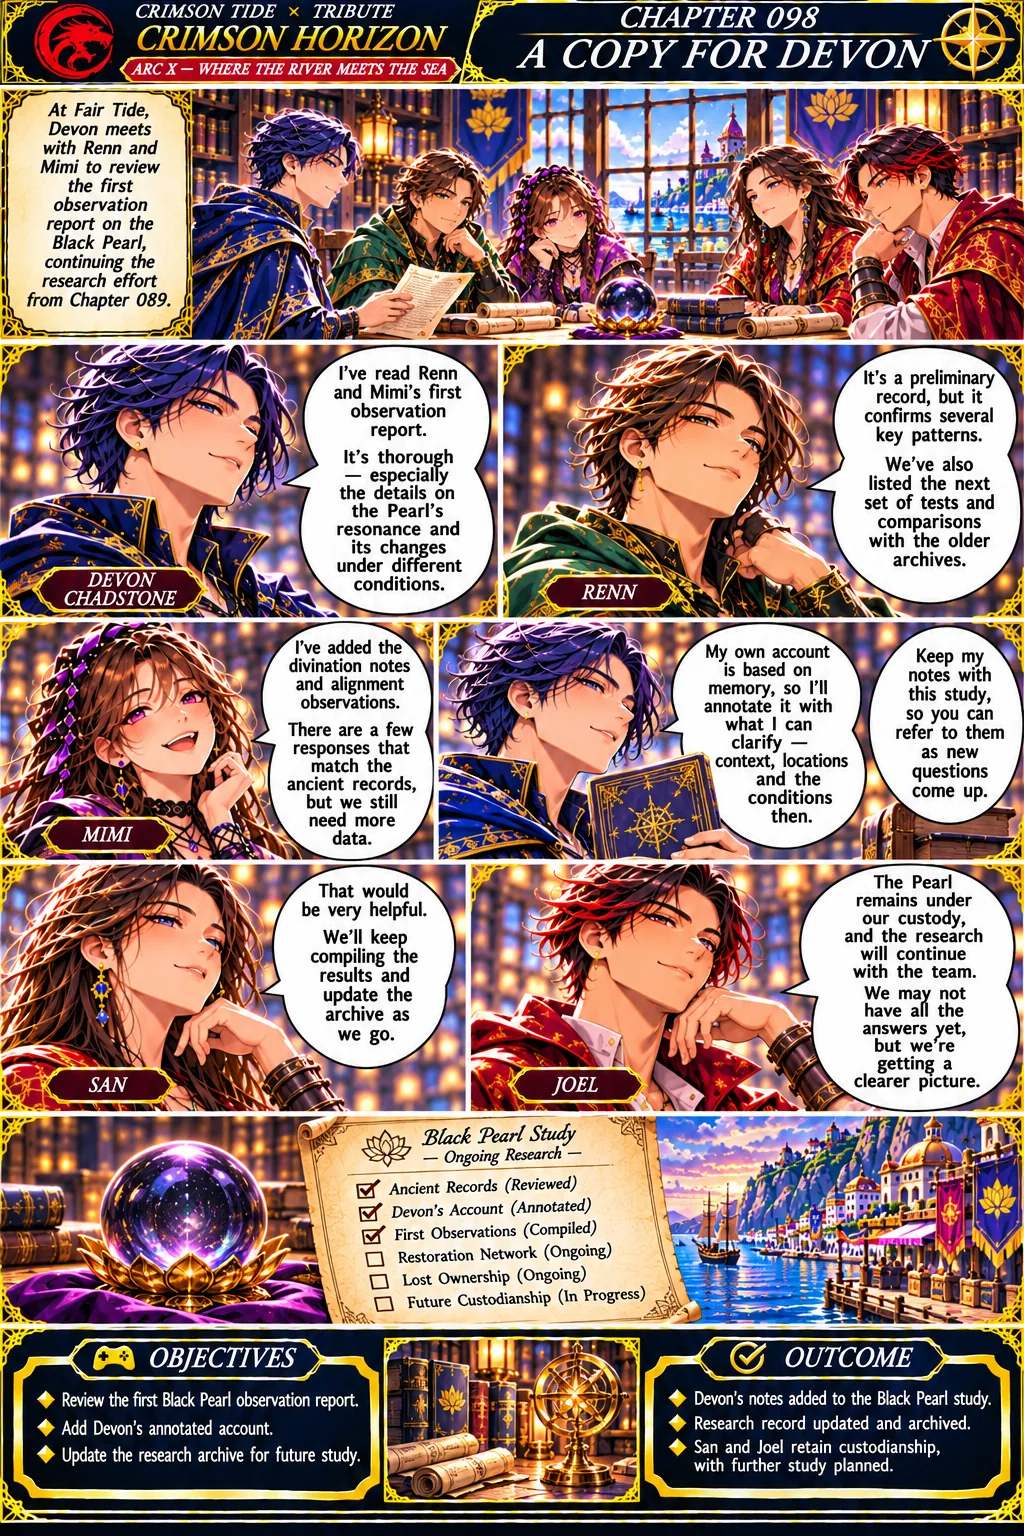 CRIMSON TIDE × TRIBUTE
CRIMSON HORIZON
ARC X — WHERE THE RIVER MEETS THE SEA
CHAPTER 098
A COPY FOR DEVON
At Fair Tide,
Devon meets
with Renn and
Mimi to review
the first
observation
report on the
Black Pearl,
continuing the
research effort
from Chapter 089.
I've read Renn
and Mimi's first
observation
report.
It's thorough
— especially
the details on
the Pearl's
resonance and
its changes
under different
conditions.
DEVON
CHADSTONE
It's a preliminary
record, but it
confirms several
key patterns.
We've also
listed the next
set of tests and
comparisons
with the older
archives.
RENN
I've added the
divination notes
and alignment
observations.
There are a few
responses that
match the
ancient records,
but we still
need more
data.
MIMI
My own account
is based on
memory, so I'll
annotate it with
what I can
clarify —
context, locations
and the
conditions
then.
Keep my
notes with
this study,
so you can
refer to them
as new
questions
come up.
That would
be very helpful.
We'll keep
compiling the
results and
update the
archive as
we go.
SAN
The Pearl
remains under
our custody,
and the research
will continue
with the team.
We may not
have all the
answers yet,
but we're
getting a
clearer picture.
JOEL
Black Pearl Study
— Ongoing Research —
Ancient Records (Reviewed)
Devon's Account (Annotated)
First Observations (Compiled)
Restoration Network (Ongoing)
Lost Ownership (Ongoing)
Future Custodianship (In Progress)
OBJECTIVES
Review the first Black Pearl observation report.
Add Devon's annotated account.
Update the research archive for future study.
OUTCOME
Devon's notes added to the Black Pearl study.
Research record updated and archived.
San and Joel retain custodianship,
with further study planned.